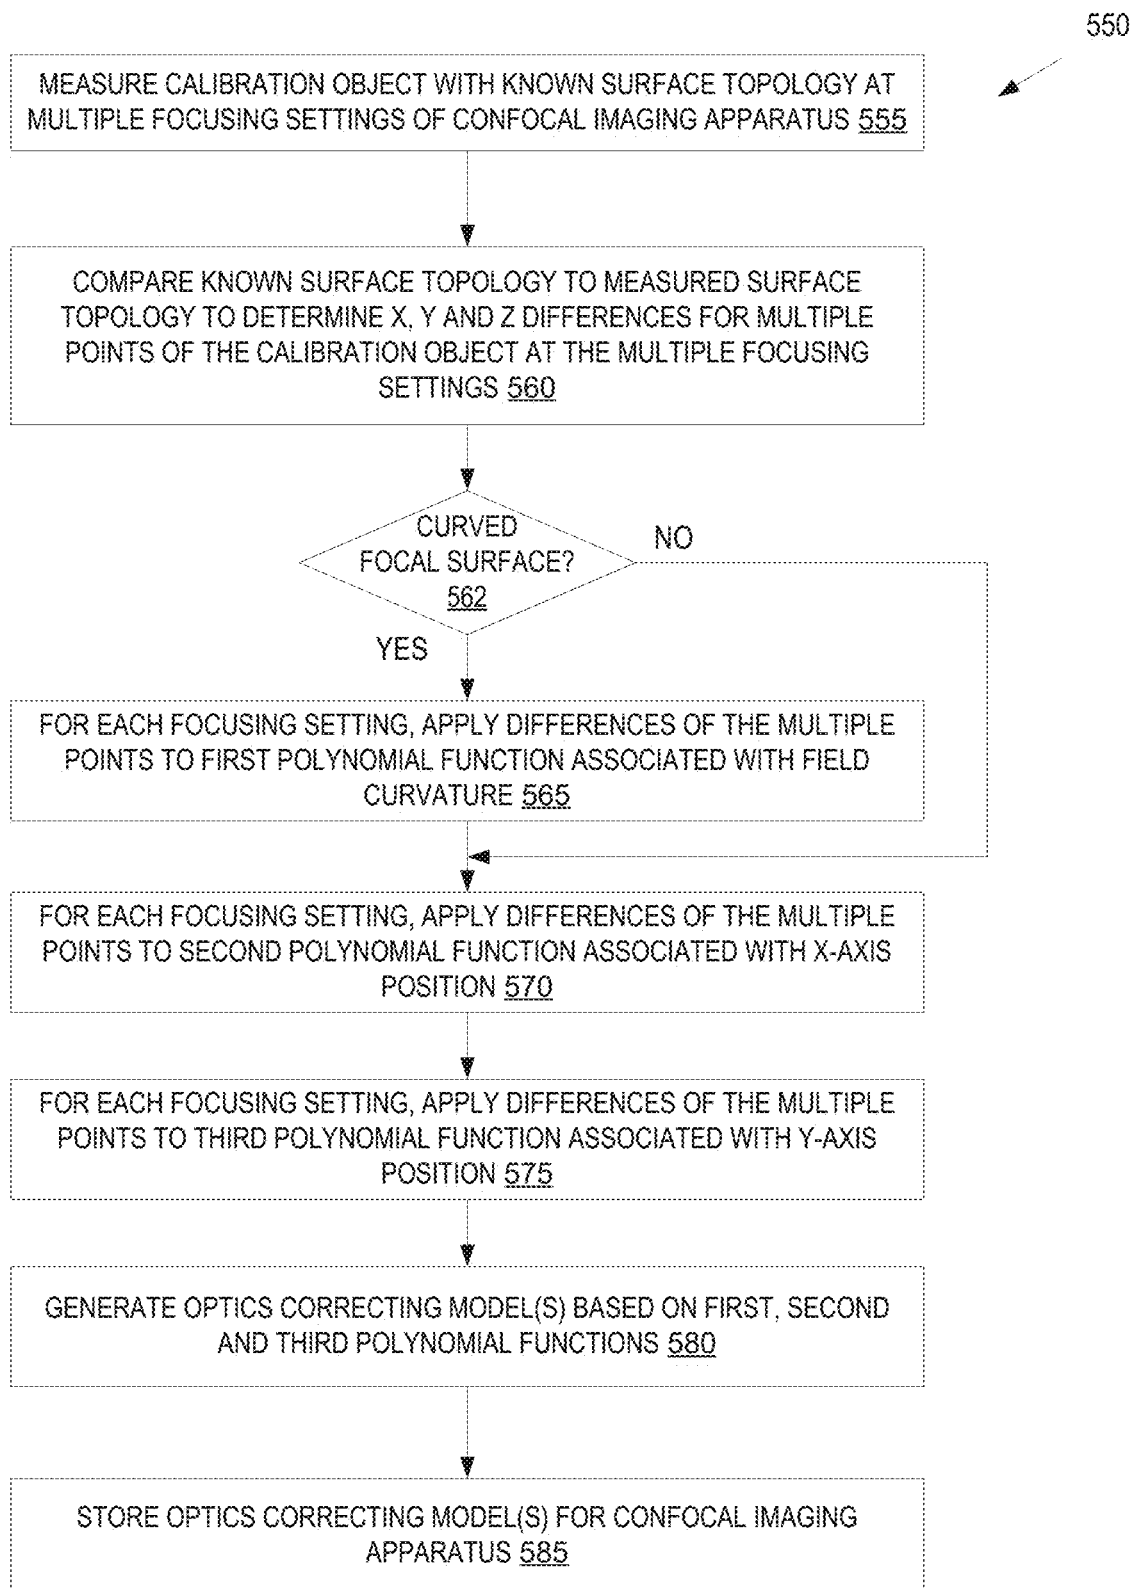 550
MEASURE CALIBRATION OBJECT WITH KNOWN SURFACE TOPOLOGY AT
MULTIPLE FOCUSING SETTINGS OF CONFOCAL IMAGING APPARATUS 555
COMPARE KNOWN SURFACE TOPOLOGY TO MEASURED SURFACE
TOPOLOGY TO DETERMINE X, Y AND Z DIFFERENCES FOR MULTIPLE
POINTS OF THE CALIBRATION OBJECT AT THE MULTIPLE FOCUSING
SETTINGS 560
CURVED
FOCAL SURFACE?
562
NO
YES
FOR EACH FOCUSING SETTING, APPLY DIFFERENCES OF THE MULTIPLE
POINTS TO FIRST POLYNOMIAL FUNCTION ASSOCIATED WITH FIELD
CURVATURE 565
FOR EACH FOCUSING SETTING, APPLY DIFFERENCES OF THE MULTIPLE
POINTS TO SECOND POLYNOMIAL FUNCTION ASSOCIATED WITH X-AXIS
POSITION 570
FOR EACH FOCUSING SETTING, APPLY DIFFERENCES OF THE MULTIPLE
POINTS TO THIRD POLYNOMIAL FUNCTION ASSOCIATED WITH Y-AXIS
POSITION 575
GENERATE OPTICS CORRECTING MODEL(S) BASED ON FIRST, SECOND
AND THIRD POLYNOMIAL FUNCTIONS 580
STORE OPTICS CORRECTING MODEL(S) FOR CONFOCAL IMAGING
APPARATUS 585